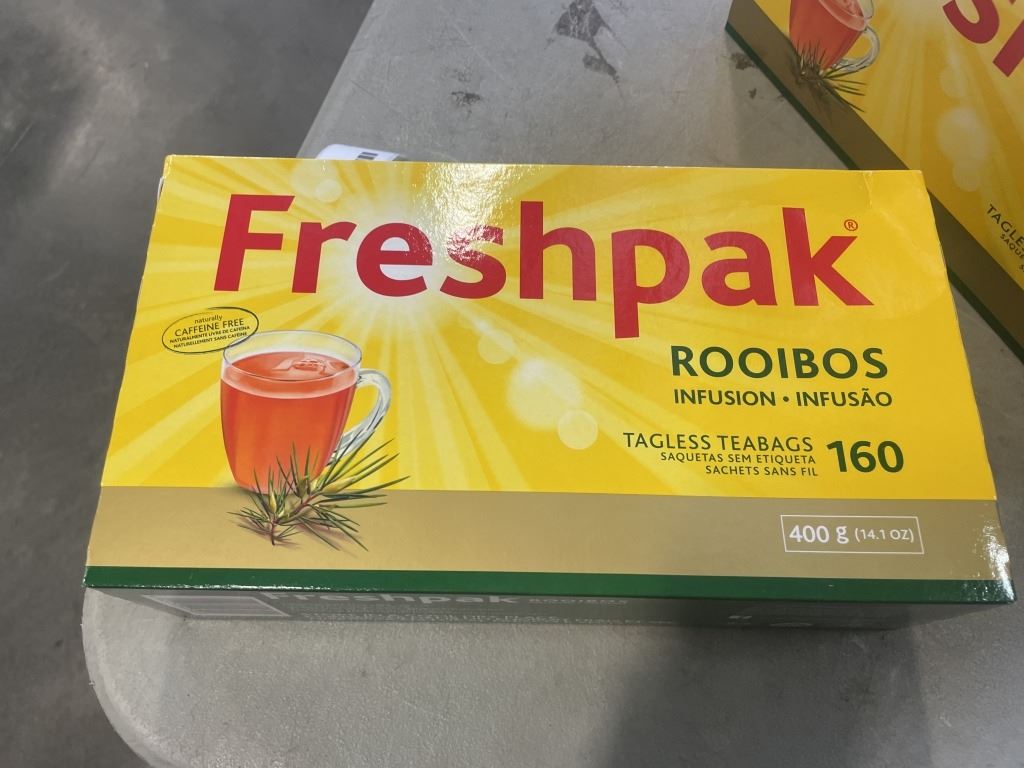 Freshpak®
naturally
CAFFEINE FREE
NATURALMENTE LIVRE DE CAFEÍNA
NATURELLEMENT SANS CAFÉINE
ROOIBOS
INFUSION • INFUSÃO
TAGLESS TEABAGS 160
SAQUETAS SEM ETIQUETA
SACHETS SANS FIL
400 g (14.1 OZ)
Freshpak ROOIBOS